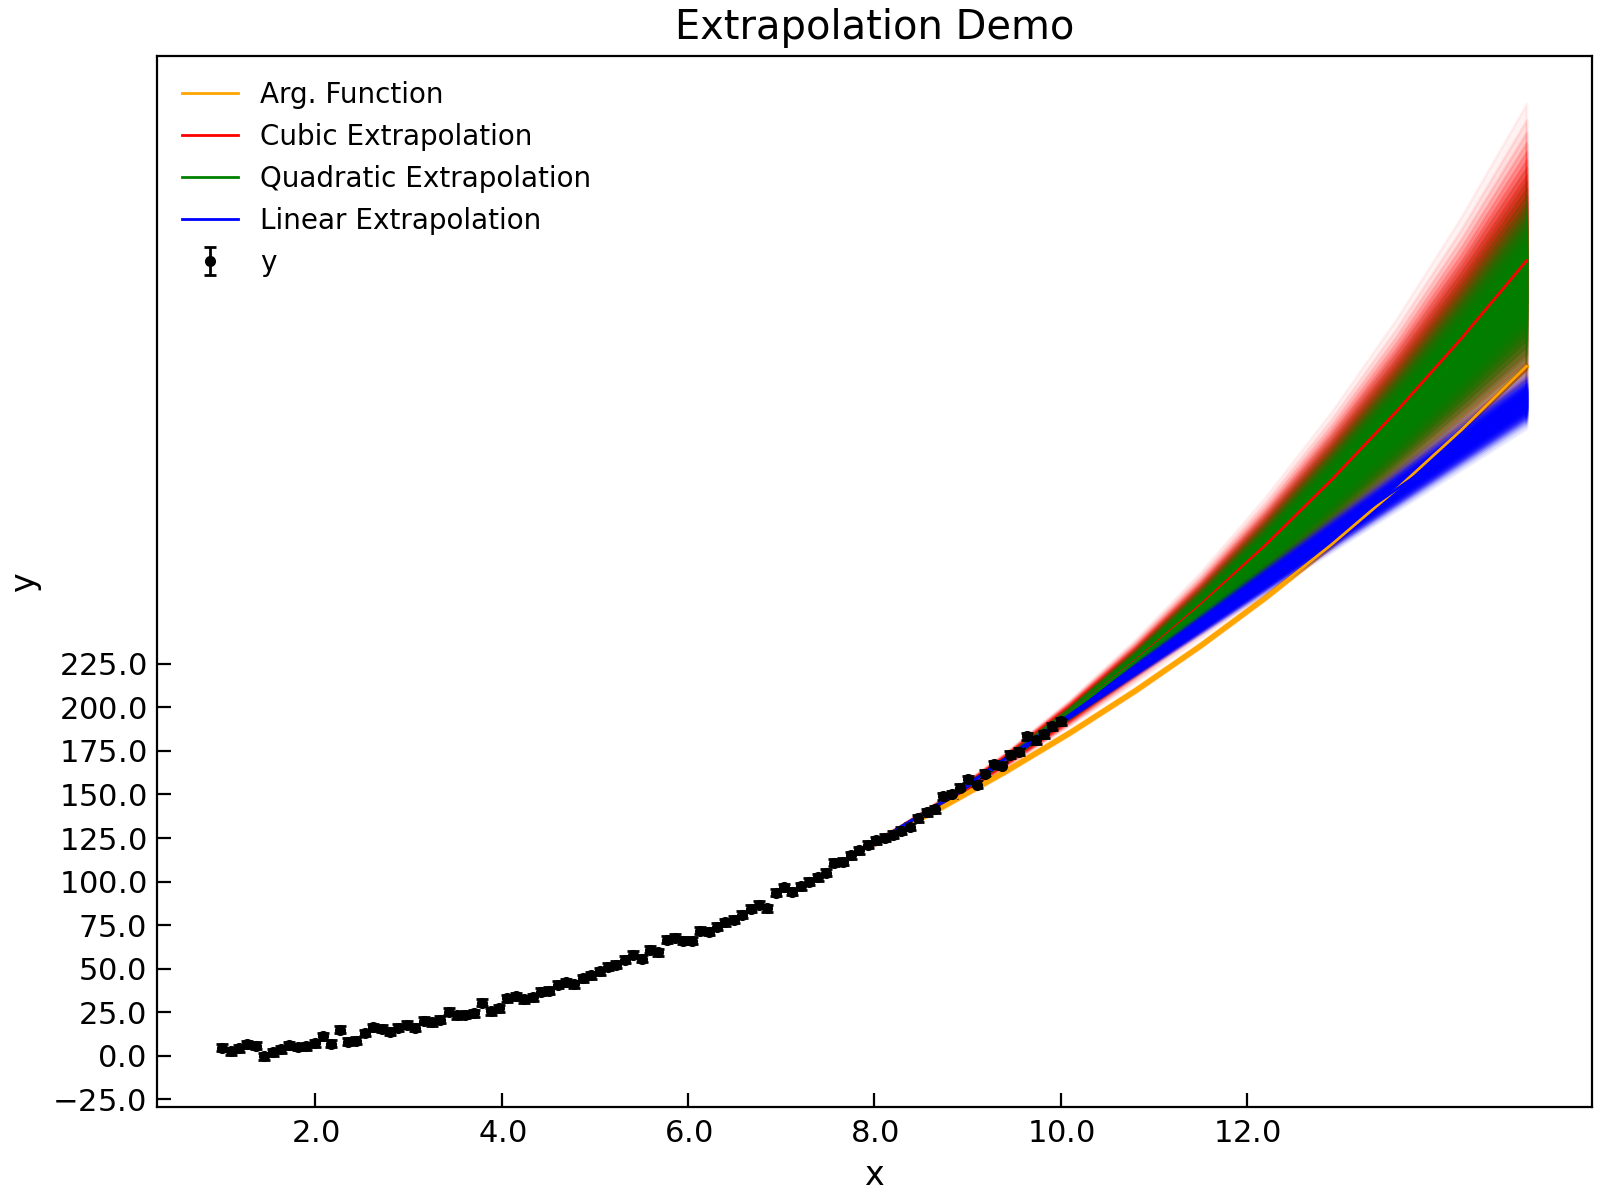 Extrapolation Demo
Arg. Function
Cubic Extrapolation
Quadratic Extrapolation
Linear Extrapolation
y
y
225.0
200.0
175.0
150.0
125.0
100.0
75.0
50.0
25.0
0.0
−25.0
2.0 4.0 6.0 8.0 10.0 12.0
x